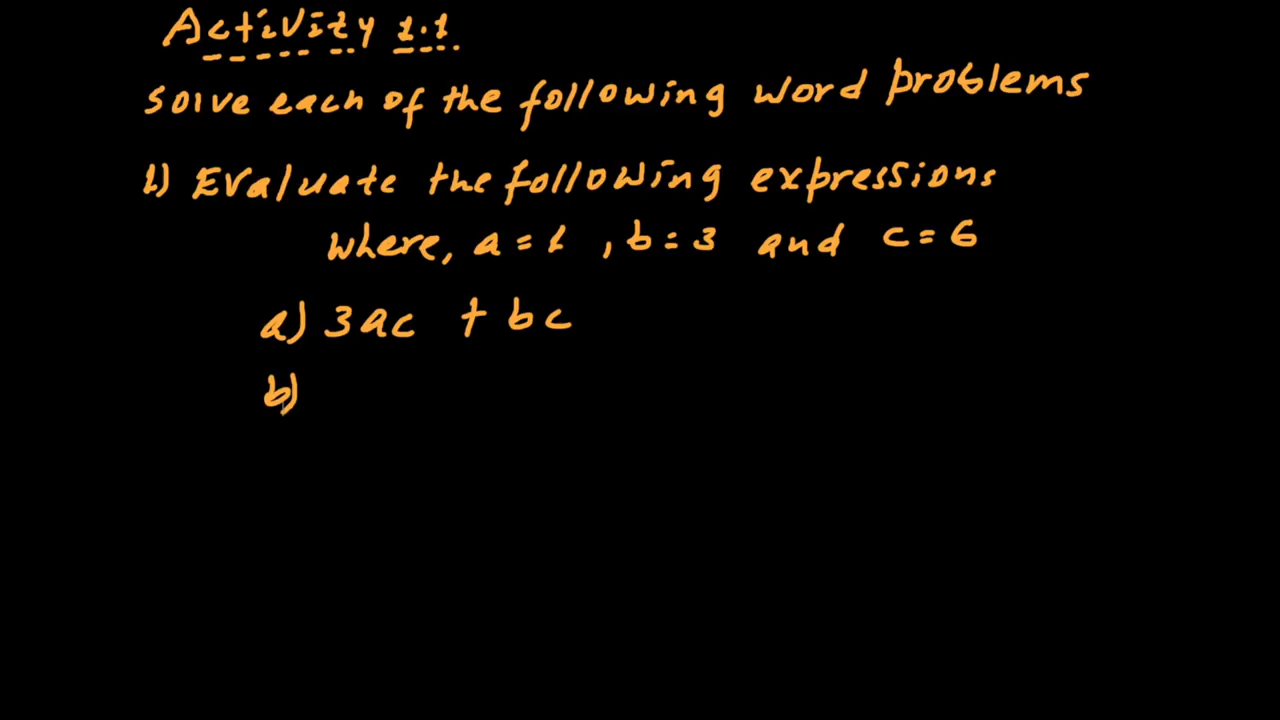 Activity 1.1
solve each of the following word problems
1) Evaluate the following expressions
where, a = 1 , b = 3 and c = 6
a) 3ac + bc
b)